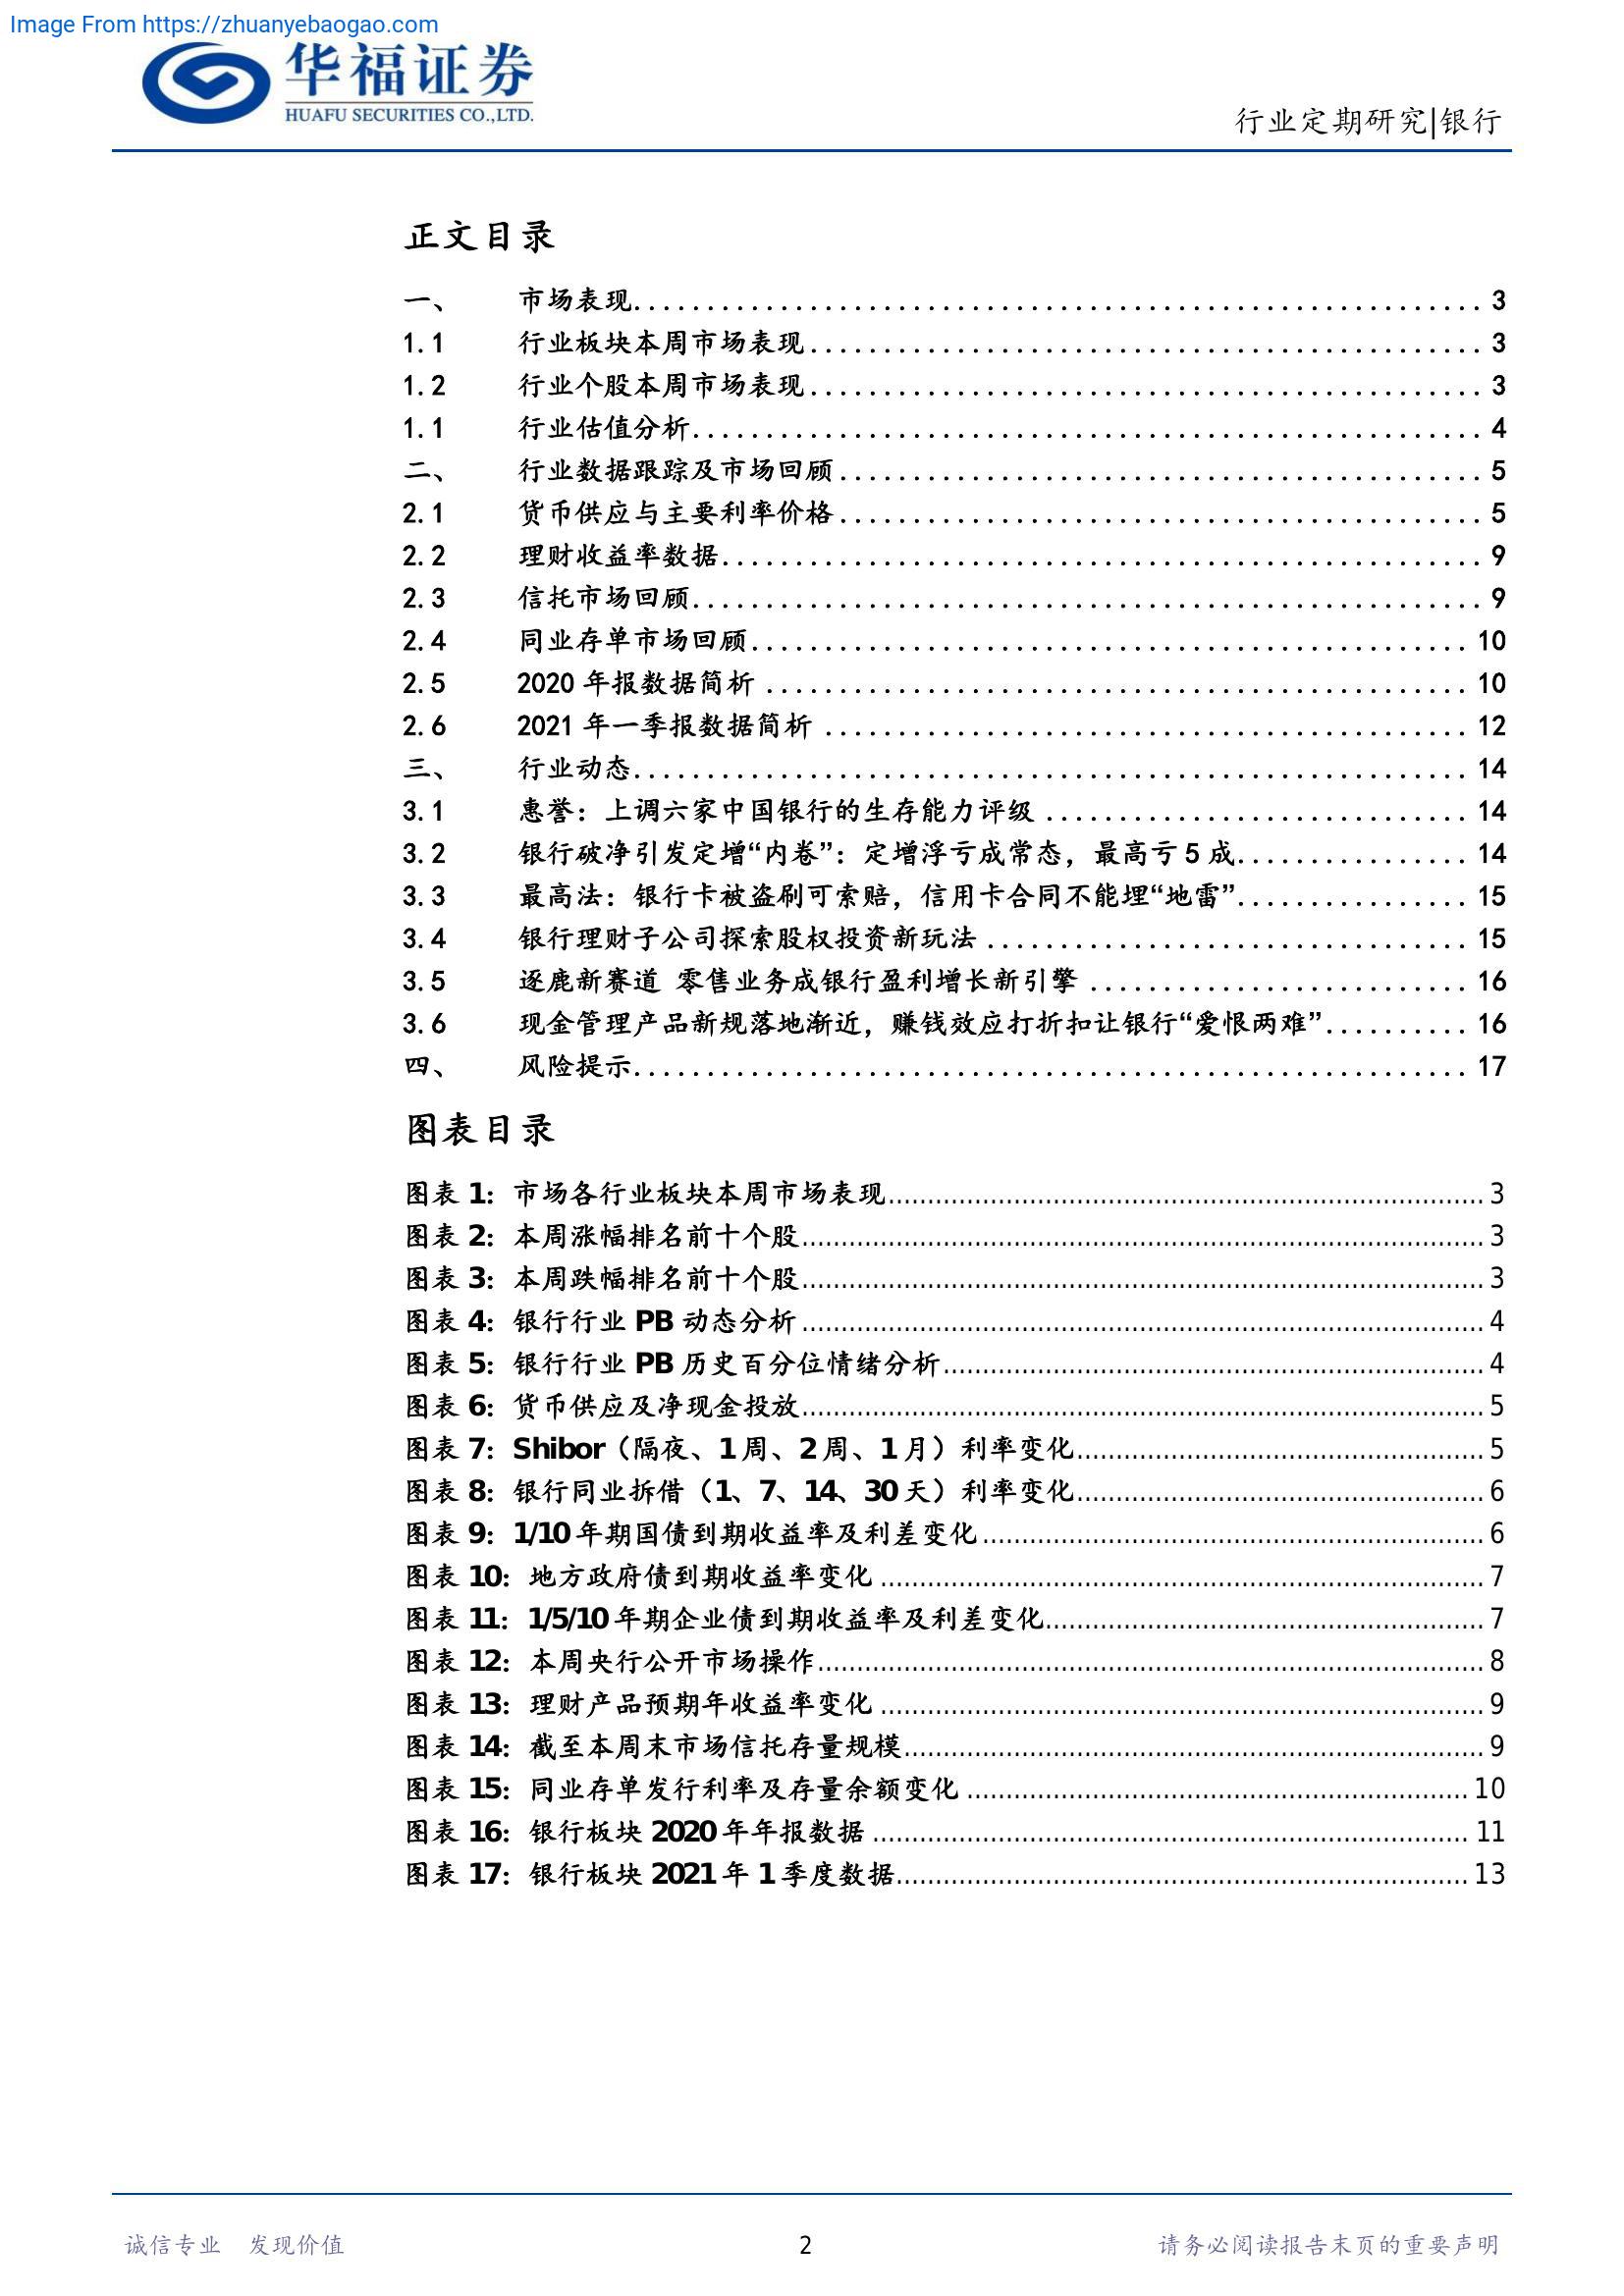 Image From https://zhuanyebaogao.com
华福证券
HUAFU SECURITIES CO.,LTD.
行业定期研究|银行
正文目录
一、 市场表现 3
1.1 行业板块本周市场表现 3
1.2 行业个股本周市场表现 3
1.1 行业估值分析 4
二、 行业数据跟踪及市场回顾 5
2.1 货币供应与主要利率价格 5
2.2 理财收益率数据 9
2.3 信托市场回顾 9
2.4 同业存单市场回顾 10
2.5 2020 年报数据简析 10
2.6 2021 年一季报数据简析 12
三、 行业动态 14
3.1 惠誉：上调六家中国银行的生存能力评级 14
3.2 银行破净引发定增“内卷”：定增浮亏成常态，最高亏 5 成 14
3.3 最高法：银行卡被盗刷可索赔，信用卡合同不能埋“地雷” 15
3.4 银行理财子公司探索股权投资新玩法 15
3.5 逐鹿新赛道 零售业务成银行盈利增长新引擎 16
3.6 现金管理产品新规落地渐近，赚钱效应打折扣让银行“爱恨两难” 16
四、 风险提示 17
图表目录
图表 1：市场各行业板块本周市场表现 3
图表 2：本周涨幅排名前十个股 3
图表 3：本周跌幅排名前十个股 3
图表 4：银行行业 PB 动态分析 4
图表 5：银行行业 PB 历史百分位情绪分析 4
图表 6：货币供应及净现金投放 5
图表 7：Shibor（隔夜、1 周、2 周、1 月）利率变化 5
图表 8：银行同业拆借（1、7、14、30 天）利率变化 6
图表 9：1/10 年期国债到期收益率及利差变化 6
图表 10：地方政府债到期收益率变化 7
图表 11：1/5/10 年期企业债到期收益率及利差变化 7
图表 12：本周央行公开市场操作 8
图表 13：理财产品预期年收益率变化 9
图表 14：截至本周末市场信托存量规模 9
图表 15：同业存单发行利率及存量余额变化 10
图表 16：银行板块 2020 年年报数据 11
图表 17：银行板块 2021 年 1 季度数据 13
诚信专业 发现价值 2 请务必阅读报告末页的重要声明